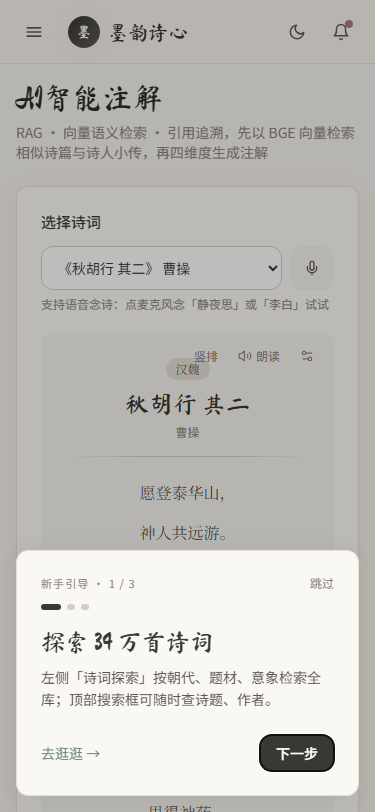 墨
墨韵诗心
AI智能注解
RAG · 向量语义检索 · 引用追溯，先以 BGE 向量检索
相似诗篇与诗人小传，再四维度生成注解
选择诗词
《秋胡行 其二》 曹操
支持语音念诗：点麦克风念「静夜思」或「李白」试试
竖排
朗读
汉魏
秋胡行 其二
曹操
愿登泰华山，
神人共远游。
新手引导 · 1 / 3
跳过
探索 34 万首诗词
左侧「诗词探索」按朝代、题材、意象检索全
库；顶部搜索框可随时查诗题、作者。
去逛逛 →
下一步